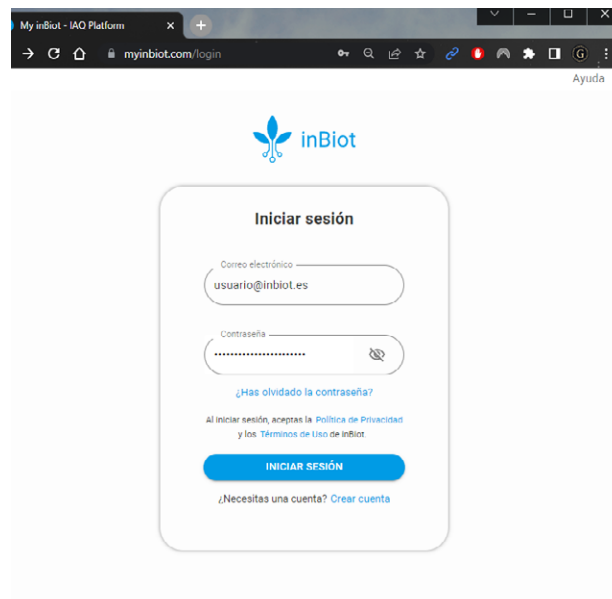 My inBiot - IAQ Platform
myinbiot.com/login
G
Ayuda
inBiot
Iniciar sesión
Correo electrónico
usuario@inbiot.es
Contraseña
¿Has olvidado la contraseña?
Al iniciar sesión, aceptas la Política de Privacidad
y los Términos de Uso de InBiot.
INICIAR SESIÓN
¿Necesitas una cuenta? Crear cuenta